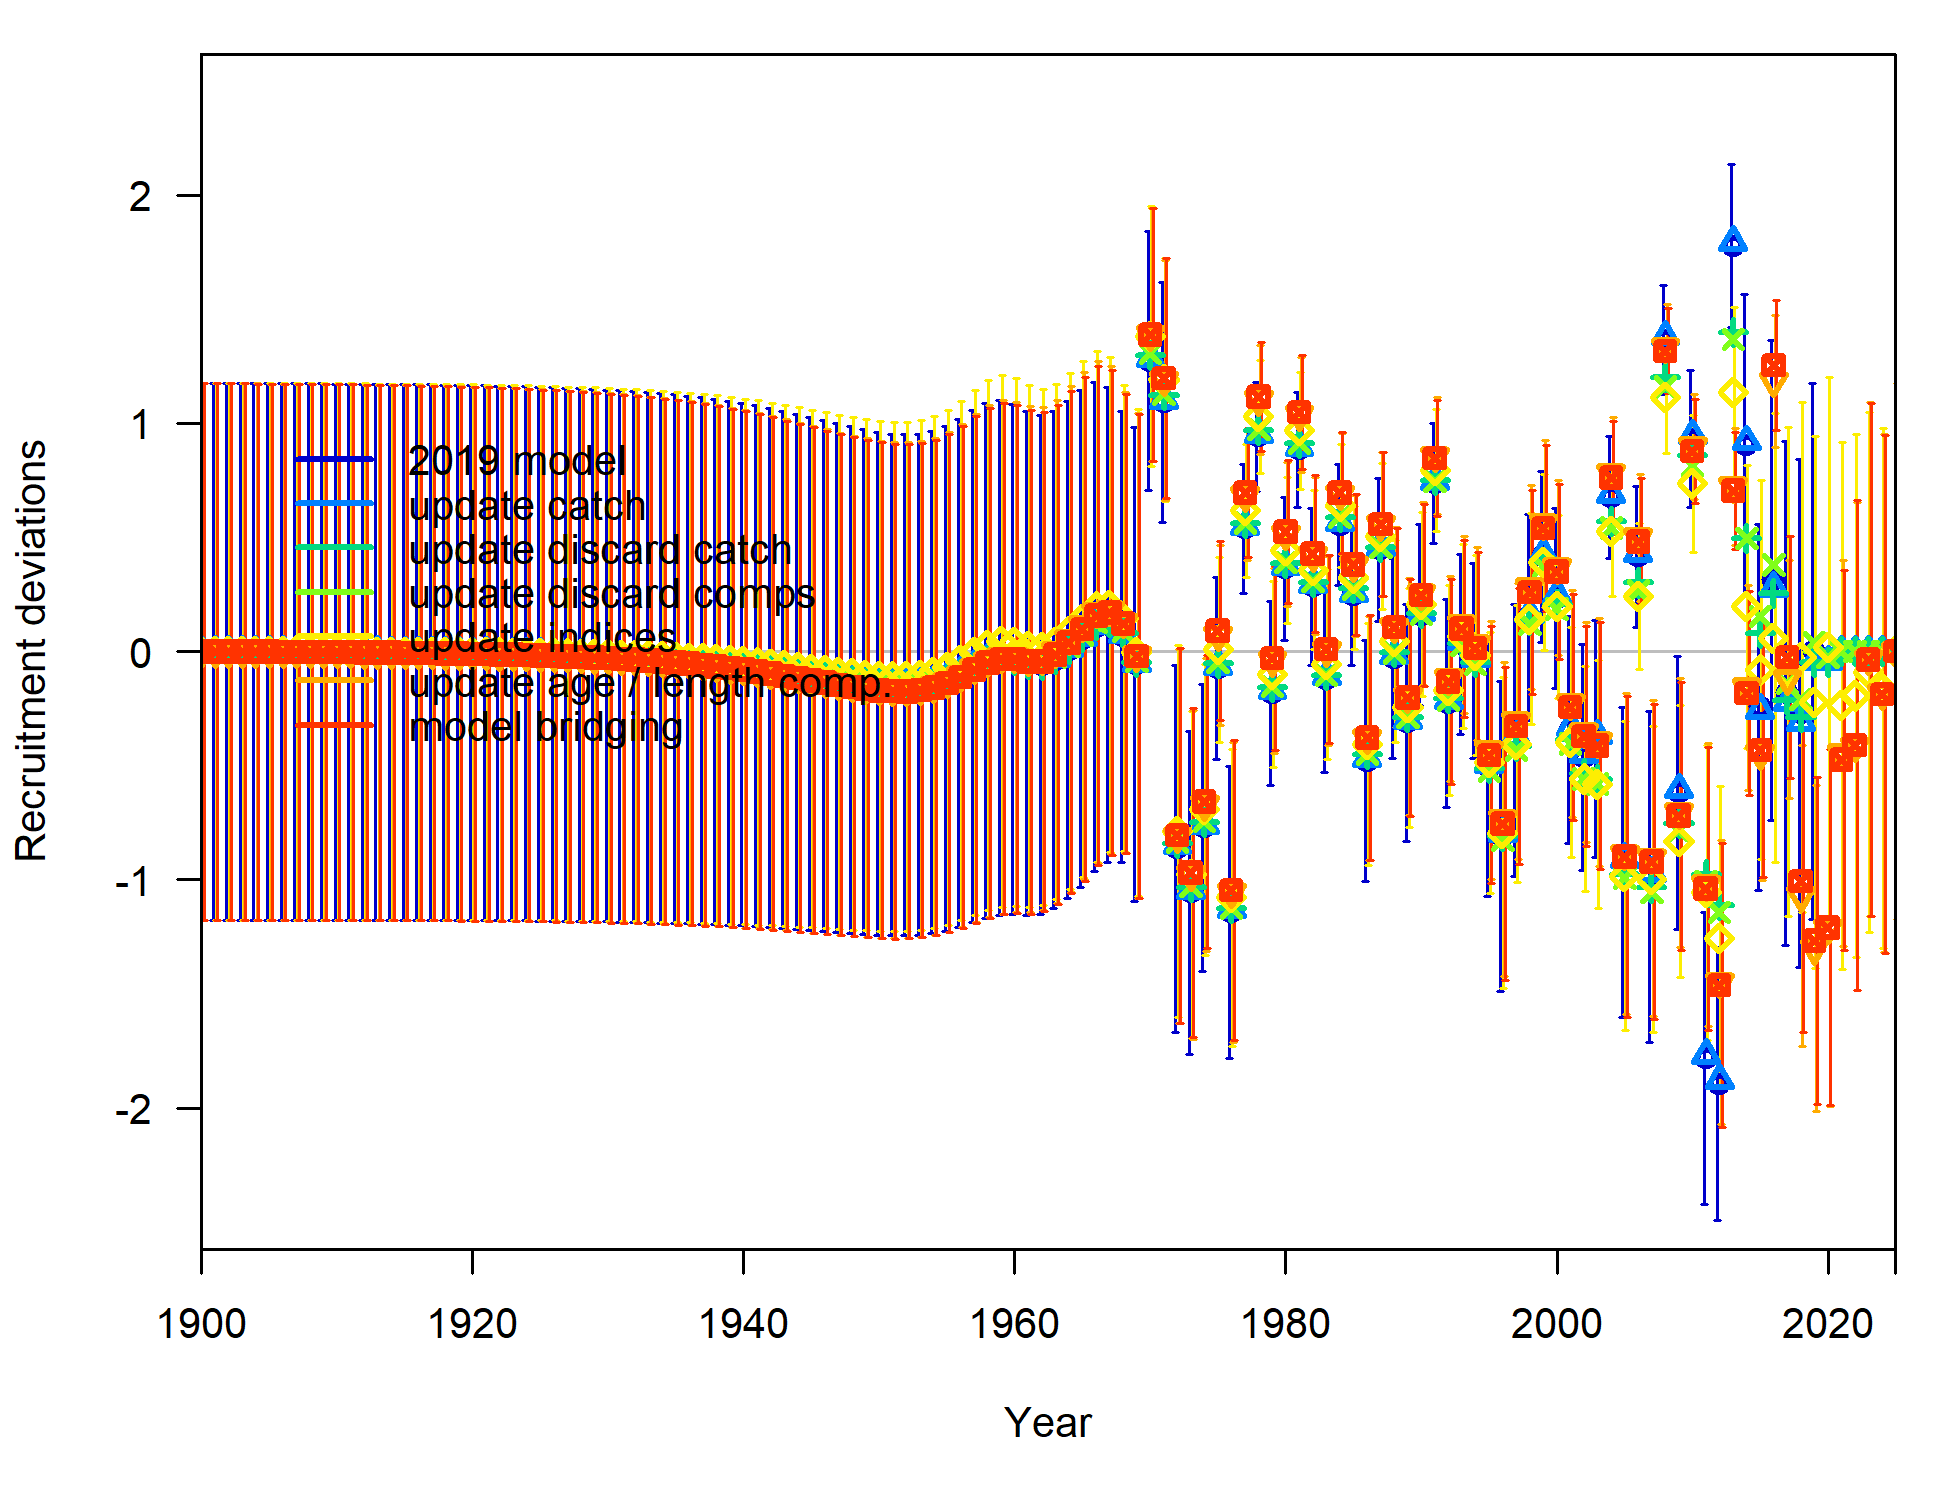 2
1
0
-1
-2
Recruitment deviations
2019 model
update catch
update discard catch
update discard comps
update indices
update age / length comp.
model bridging
1900 1920 1940 1960 1980 2000 2020
Year